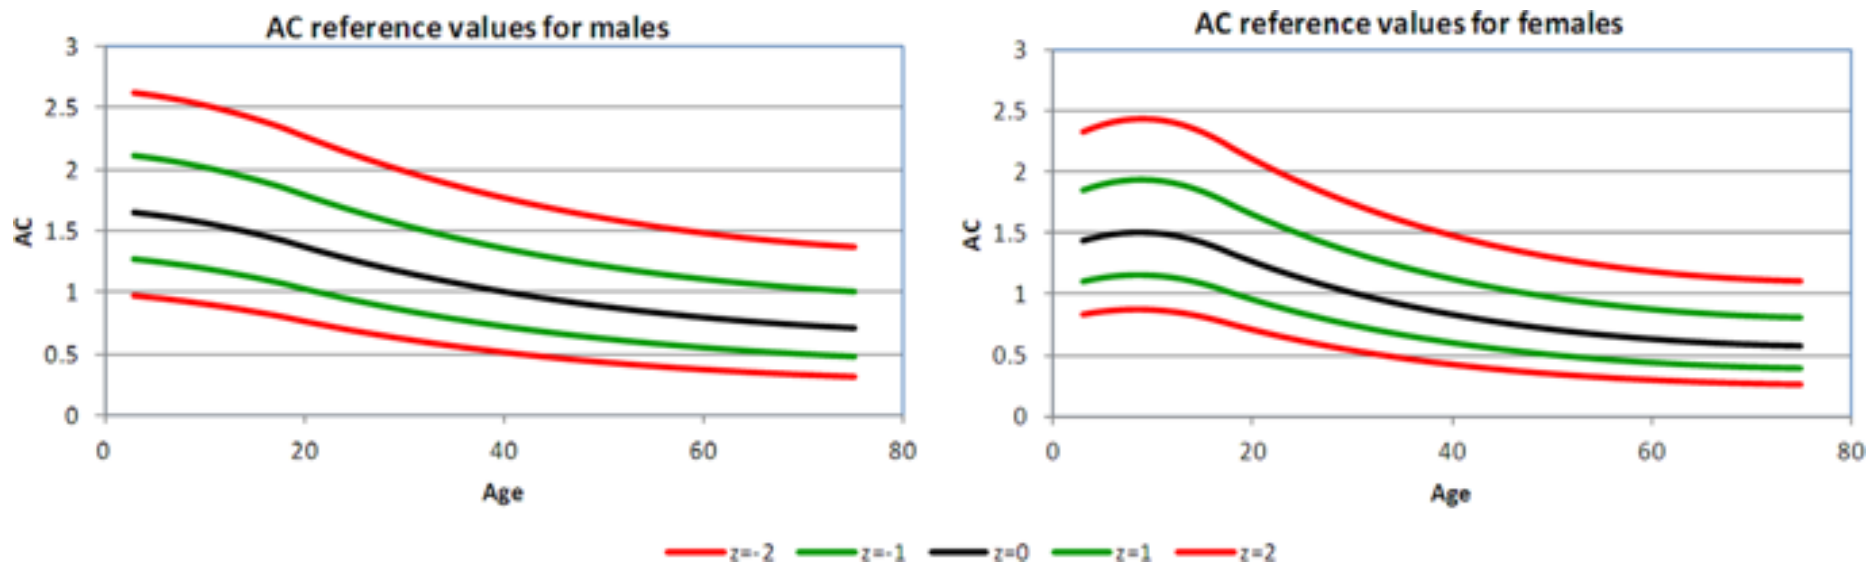 AC reference values for males
3
2.5
2
1.5
1
0.5
0
AC
0 20 40 60 80
Age
AC reference values for females
3
2.5
2
1.5
1
0.5
0
AC
0 20 40 60 80
Age
z=-2 z=-1 z=0 z=1 z=2